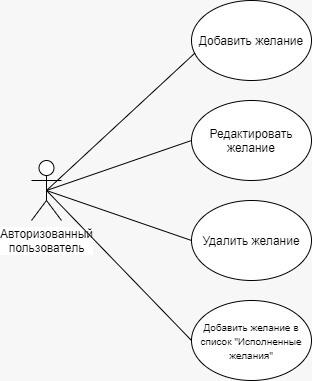 Добавить желание
Редактировать
желание
Авторизованный
пользователь
Удалить желание
Добавить желание в
список "Исполненные
желания"